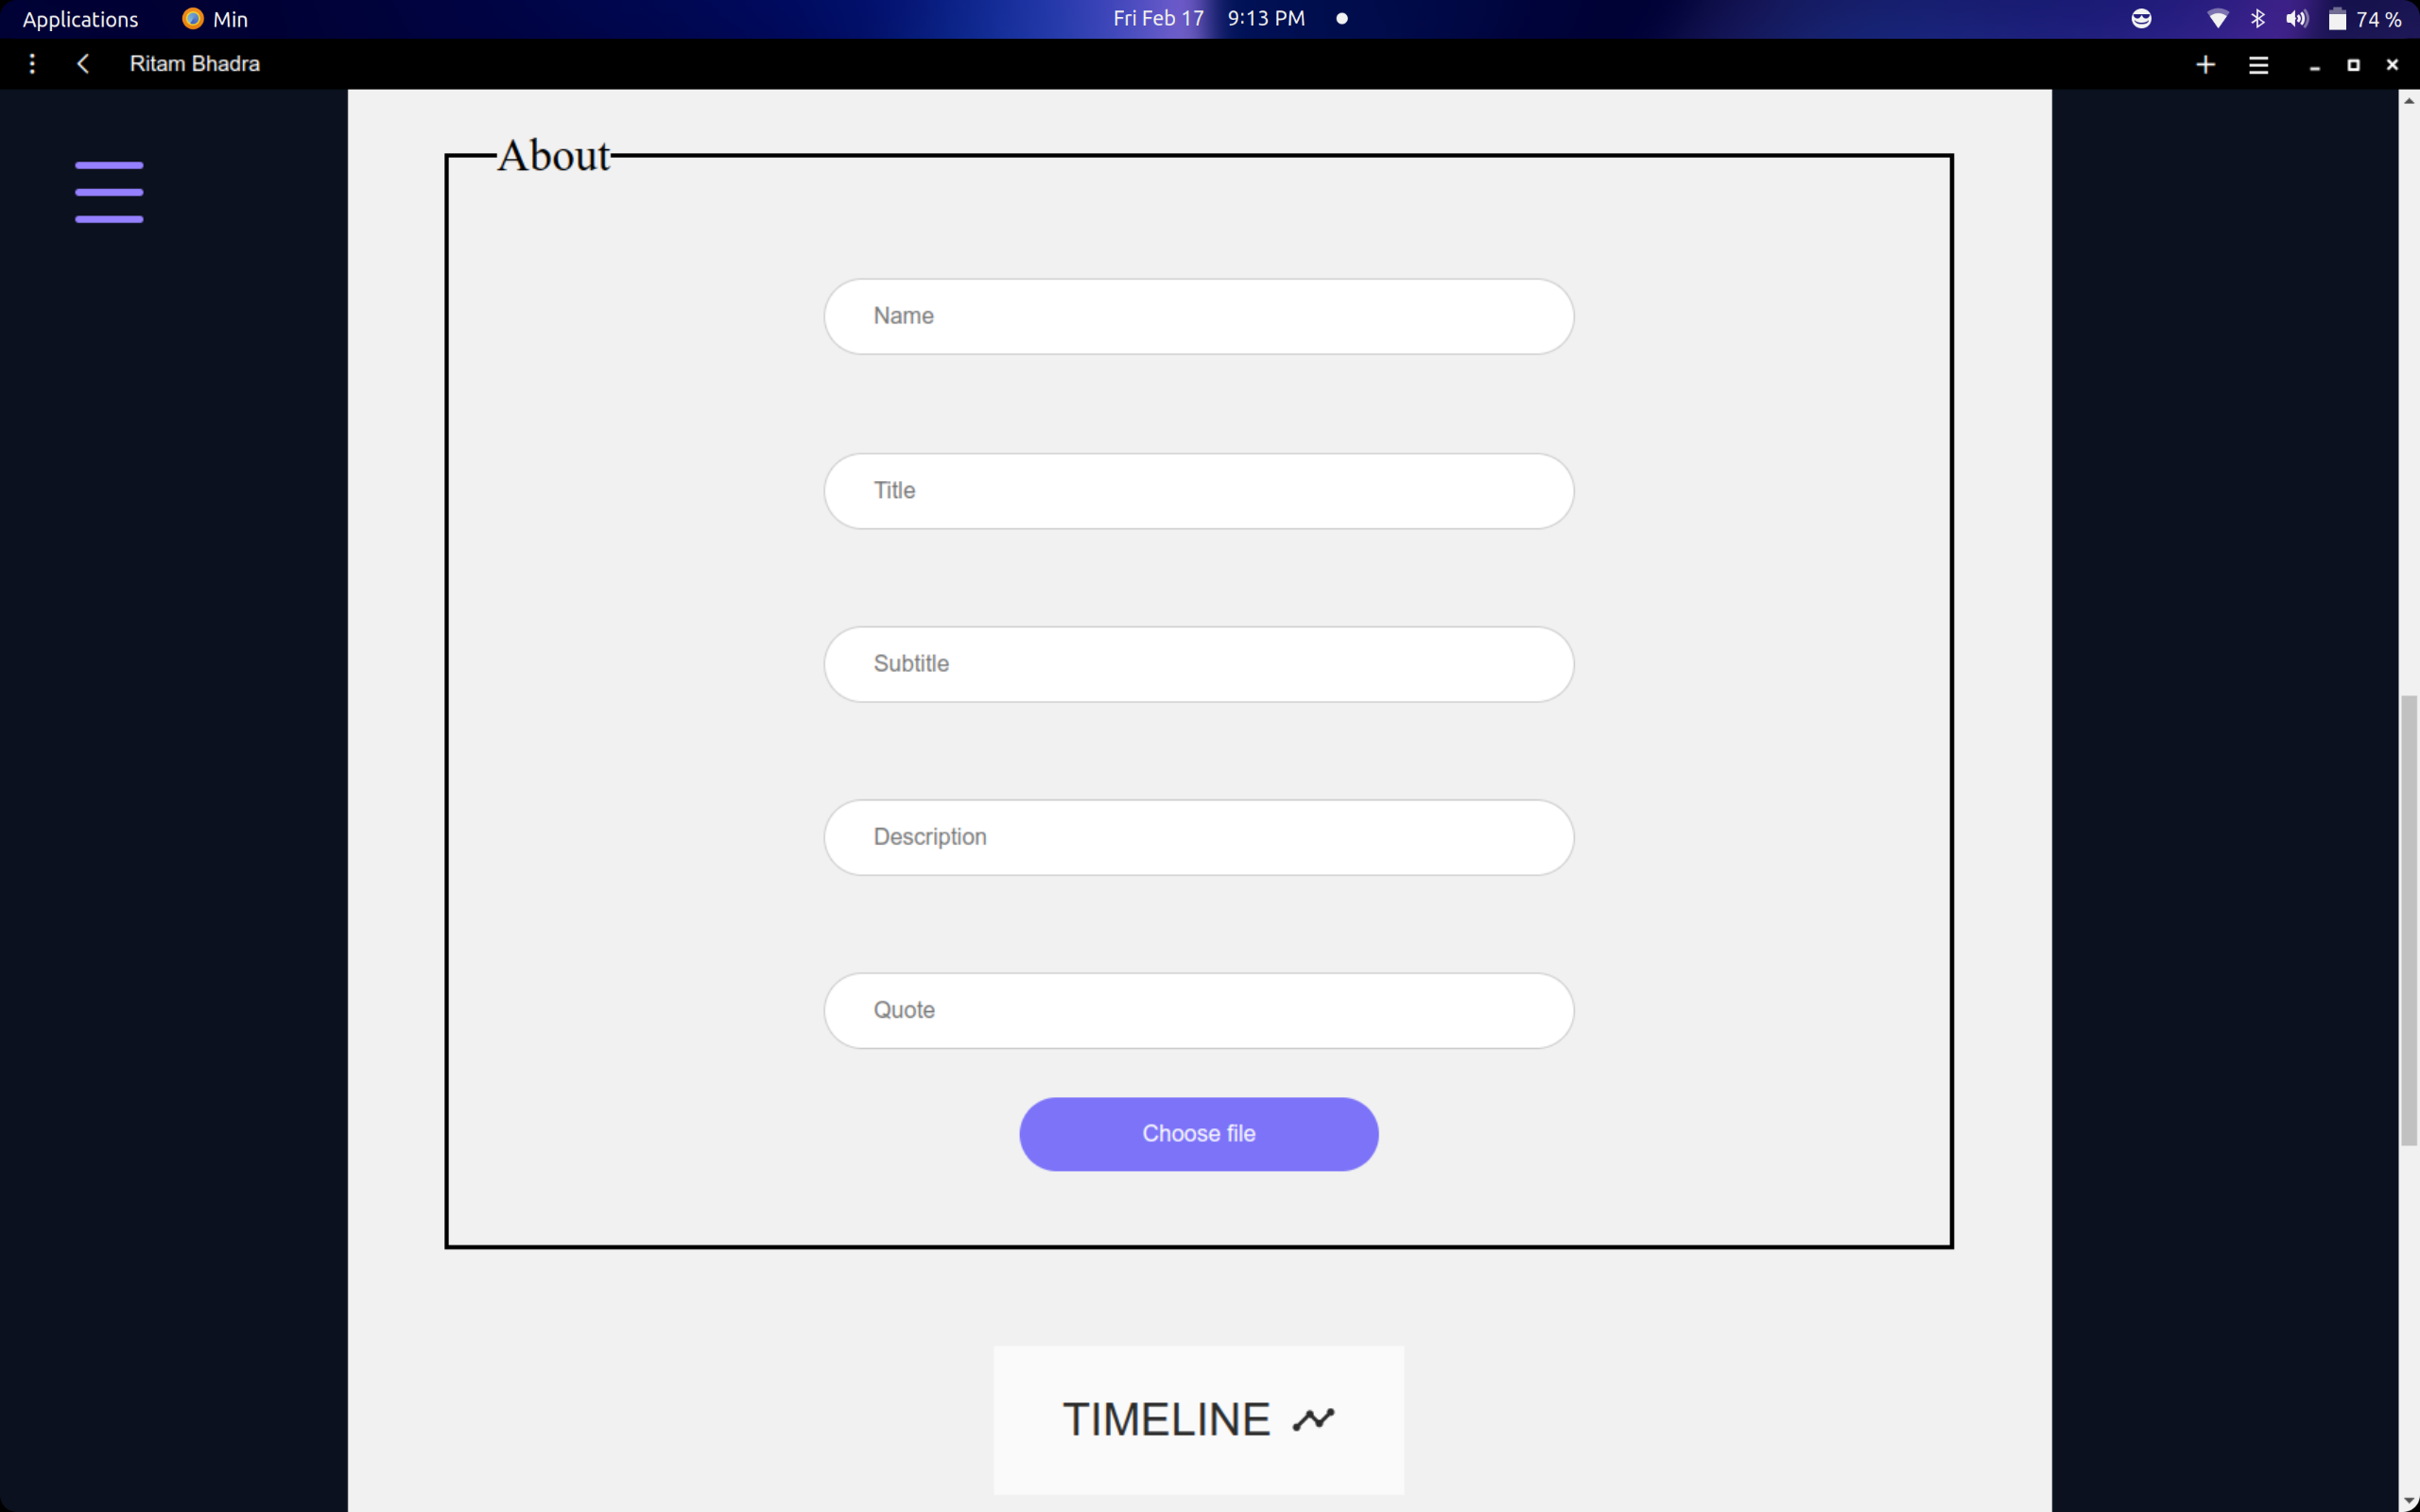 Applications Min Fri Feb 17 9:13 PM 74 %
Ritam Bhadra
About
Name
Title
Subtitle
Description
Quote
Choose file
TIMELINE